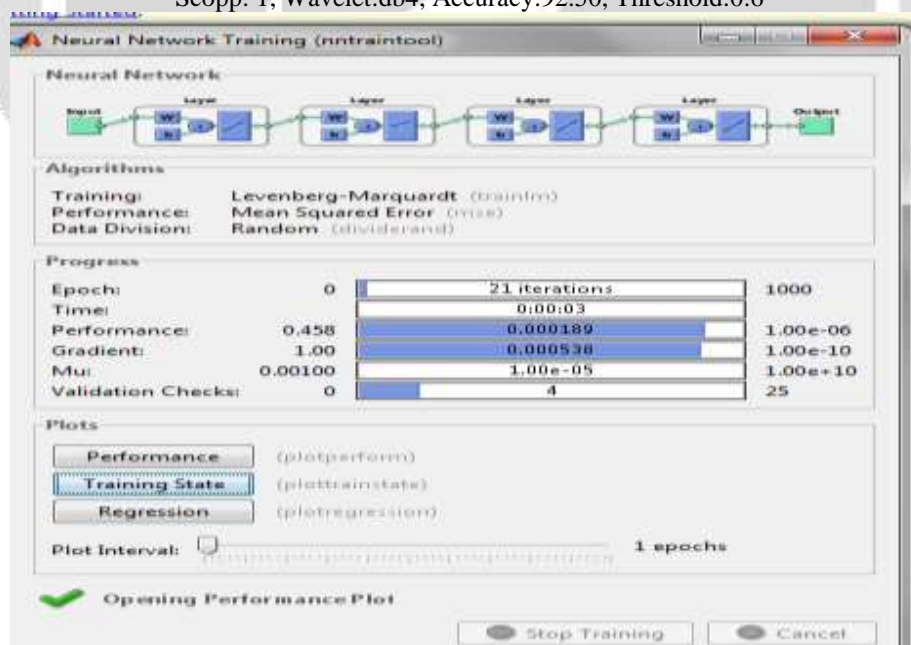 Scopp: 1, Wavelet:db4, Accuracy:92.50, Threshold:0.6
Neural Network Training (nntraintool)
Neural Network
Input Layer Layer Layer Layer Output
W W W W
b b b b
Algorithms
Training: Levenberg-Marquardt (trainlm)
Performance: Mean Squared Error (mse)
Data Division: Random (dividerand)
Progress
Epoch: 0 21 iterations 1000
Time: 0:00:03
Performance: 0.458 0.000189 1.00e-06
Gradient: 1.00 0.000538 1.00e-10
Mu: 0.00100 1.00e-05 1.00e+10
Validation Checks: 0 4 25
Plots
Performance (plotperform)
Training State (plottrainstate)
Regression (plotregression)
Plot Interval: 1 epochs
Opening Performance Plot
Stop Training Cancel